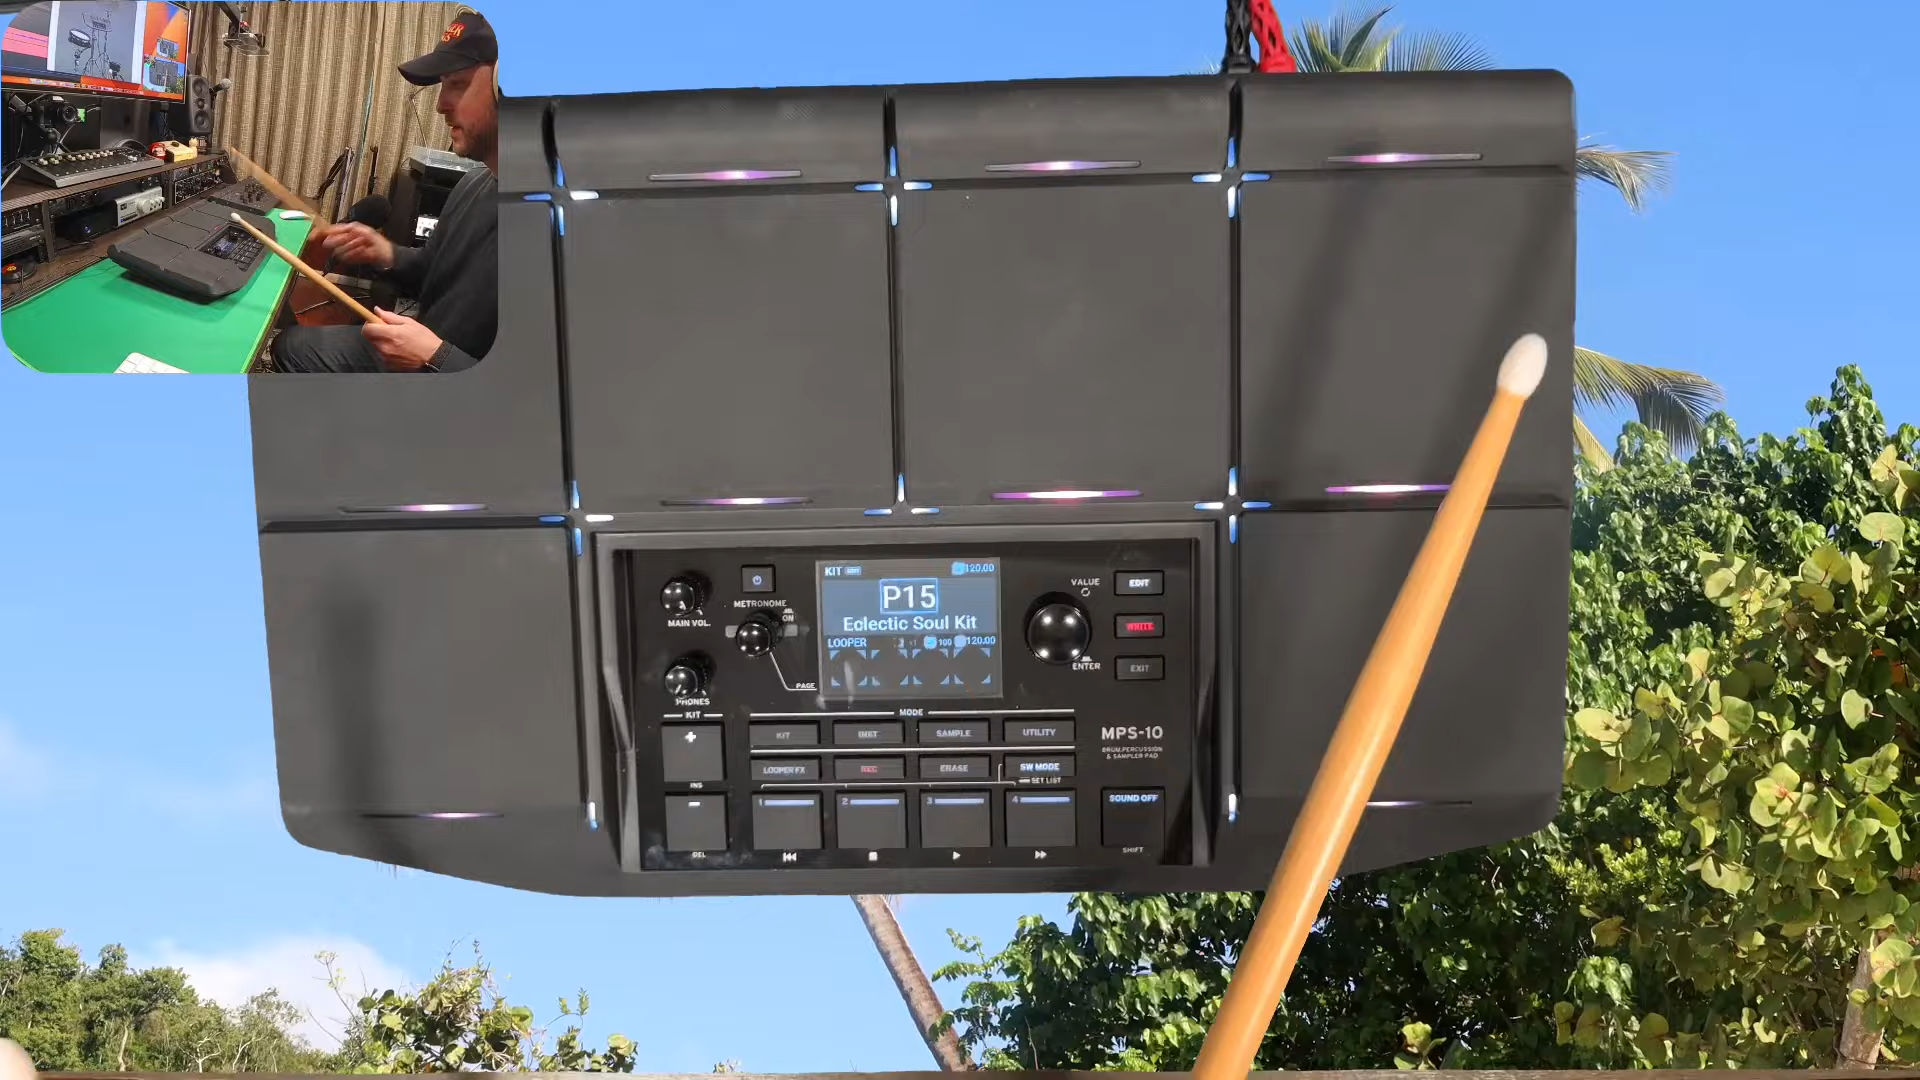 KIT EDIT 120.00
P15
Eclectic Soul Kit
LOOPER x1 100 120.00
MAIN VOL.
METRONOME
ON
PAGE
PHONES
VALUE
ENTER
EDIT
WRITE
EXIT
KIT
+
INS
-
DEL
MODE
KIT INST SAMPLE UTILITY
LOOPER FX REC ERASE SW MODE
SET LIST
1 2 3 4
MPS-10
DRUM, PERCUSSION
& SAMPLER PAD
SOUND OFF
SHIFT